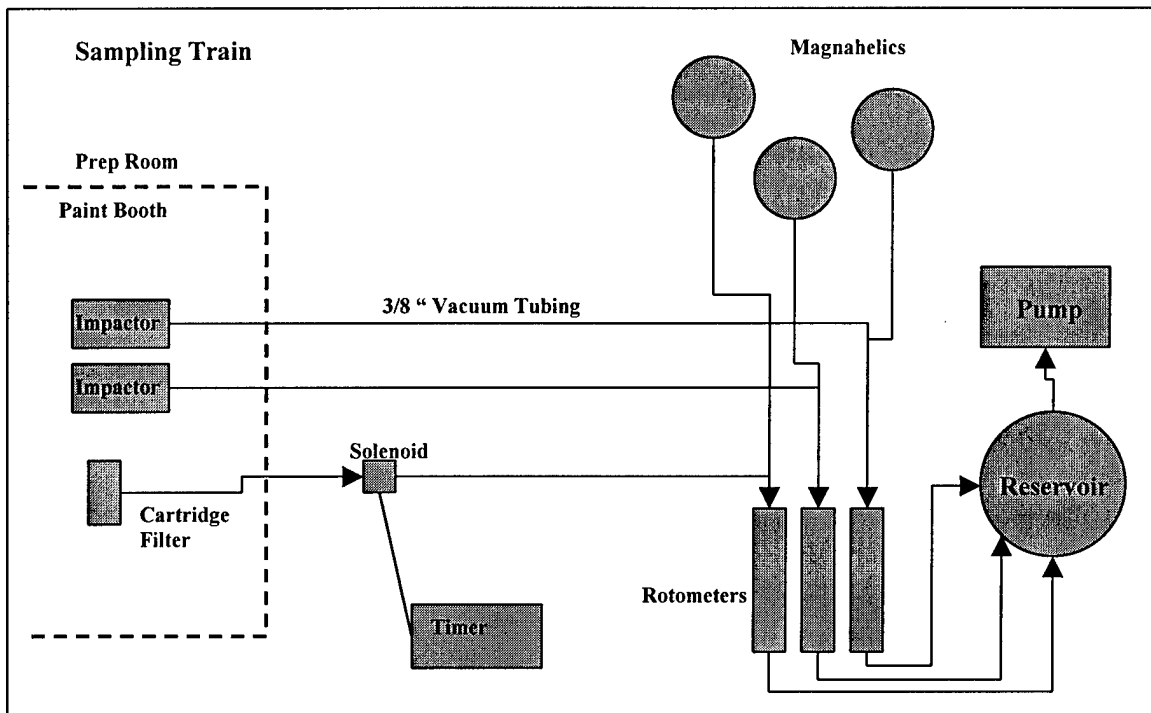 Sampling Train
Magnahelics
Prep Room
Paint Booth
Impactor
3/8 “ Vacuum Tubing
Pump
Impactor
Solenoid
Reservoir
Cartridge
Filter
Rotometers
Timer